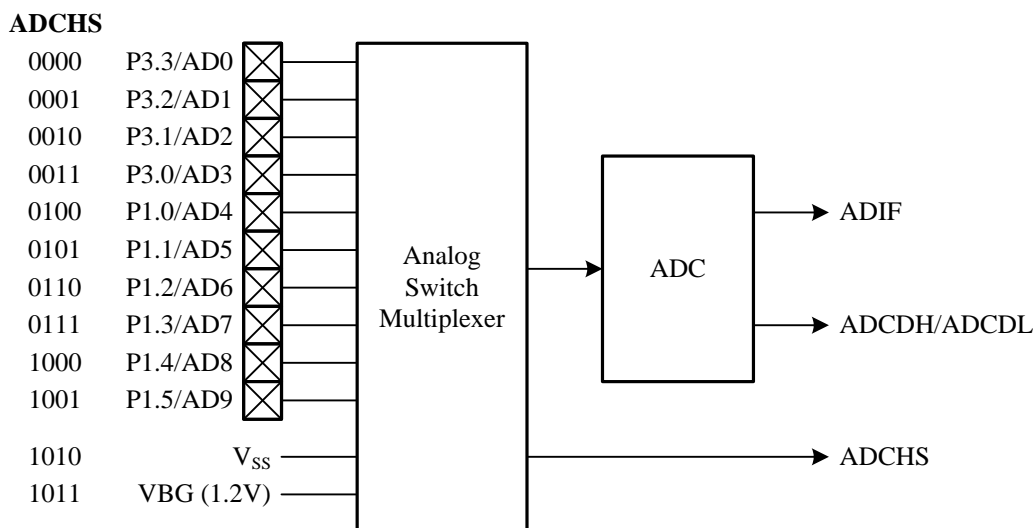 ADCHS
0000 P3.3/AD0
0001 P3.2/AD1
0010 P3.1/AD2
0011 P3.0/AD3
0100 P1.0/AD4
0101 P1.1/AD5
0110 P1.2/AD6
0111 P1.3/AD7
1000 P1.4/AD8
1001 P1.5/AD9
1010 VSS
1011 VBG (1.2V)
Analog
Switch
Multiplexer
ADC
ADIF
ADCDH/ADCDL
ADCHS